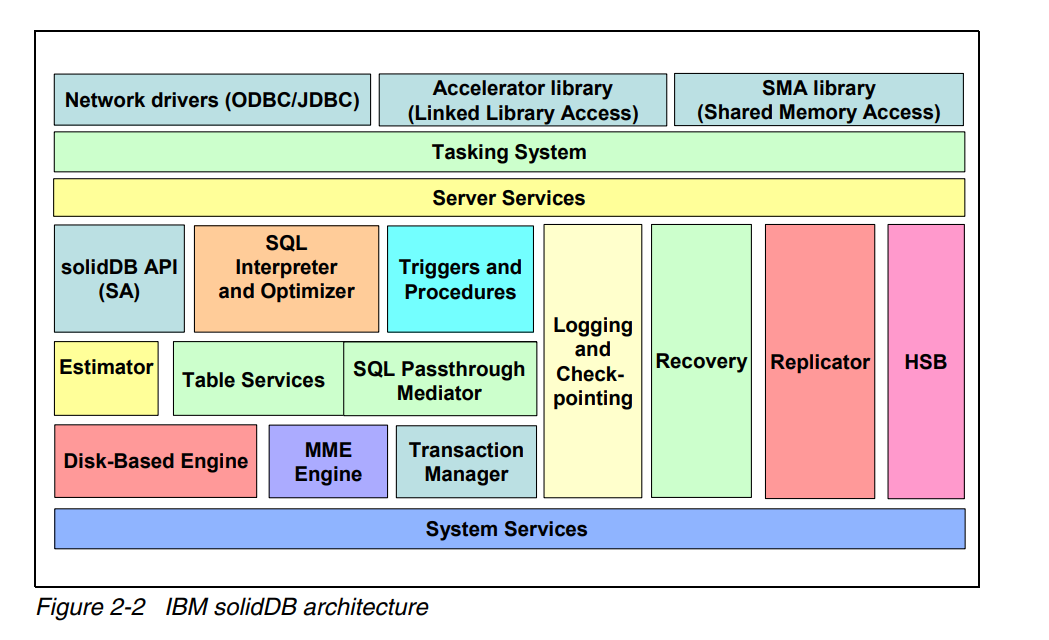 Network drivers (ODBC/JDBC)
Accelerator library
(Linked Library Access)
SMA library
(Shared Memory Access)
Tasking System
Server Services
solidDB API
(SA)
SQL
Interpreter
and Optimizer
Triggers and
Procedures
Logging
and
Check-
pointing
Recovery
Replicator
HSB
Estimator
Table Services
SQL Passthrough
Mediator
Disk-Based Engine
MME
Engine
Transaction
Manager
System Services
Figure 2-2 IBM solidDB architecture